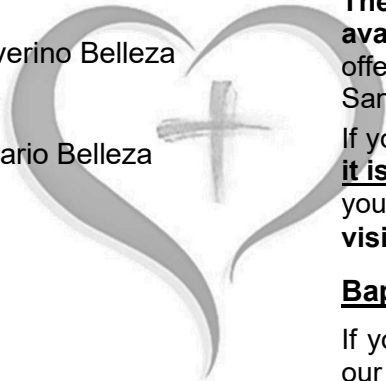 verino Belleza
ario Belleza
The
ava
offe
San
If yo
it is
you
visi
Bap
If yo
our